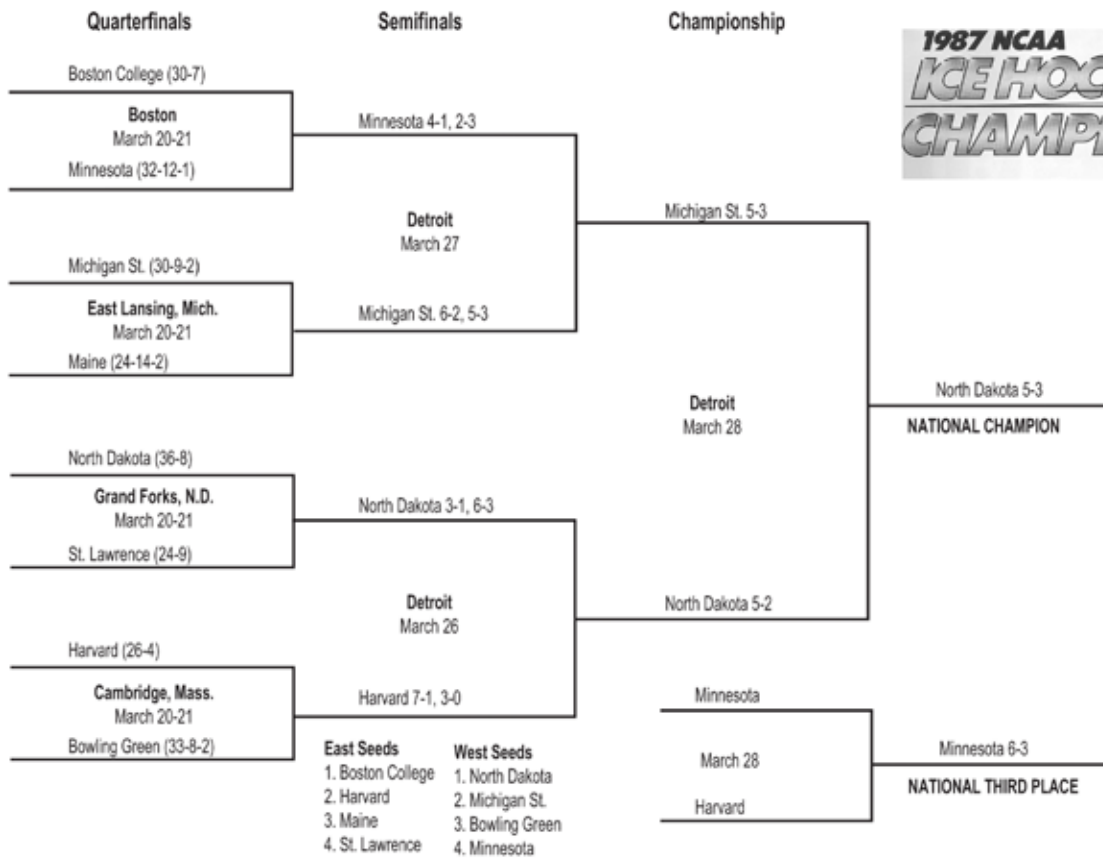 Quarterfinals
Semifinals
Championship
1987 NCAA
ICE HOC
CHAMPI
Boston College (30-7)
Boston
March 20-21
Minnesota (32-12-1)
Michigan St. (30-9-2)
East Lansing, Mich.
March 20-21
Maine (24-14-2)
North Dakota (36-8)
Grand Forks, N.D.
March 20-21
St. Lawrence (24-9)
Harvard (26-4)
Cambridge, Mass.
March 20-21
Bowling Green (33-8-2)
Minnesota 4-1, 2-3
Detroit
March 27
Michigan St. 6-2, 5-3
North Dakota 3-1, 6-3
Detroit
March 26
Harvard 7-1, 3-0
Michigan St. 5-3
Detroit
March 28
North Dakota 5-2
North Dakota 5-3
NATIONAL CHAMPION
Minnesota
March 28
Harvard
Minnesota 6-3
NATIONAL THIRD PLACE
East Seeds
1. Boston College
2. Harvard
3. Maine
4. St. Lawrence
West Seeds
1. North Dakota
2. Michigan St.
3. Bowling Green
4. Minnesota